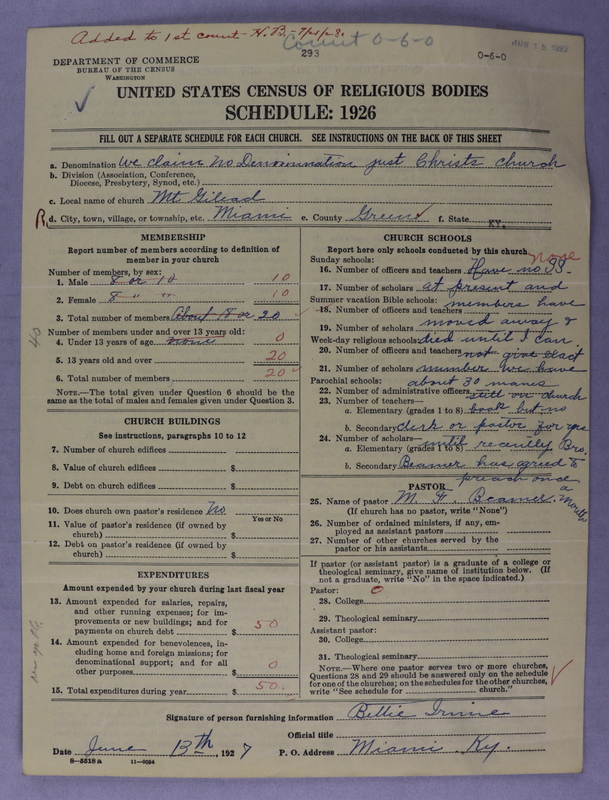 Added to 1st count - H.B. - 7/21/28.
Count 0-6-0
293
0-6-0
DEPARTMENT OF COMMERCE
BUREAU OF THE CENSUS
WASHINGTON
UNITED STATES CENSUS OF RELIGIOUS BODIES
SCHEDULE: 1926
FILL OUT A SEPARATE SCHEDULE FOR EACH CHURCH. SEE INSTRUCTIONS ON THE BACK OF THIS SHEET
a. Denomination We claim No Denomination just Christs church
b. Division (Association, Conference,
Diocese, Presbytery, Synod, etc.)
c. Local name of church Mt Gilead
R d. City, town, village, or township, etc. Miami e. County Green f. State KY.
MEMBERSHIP
Report number of members according to definition of
member in your church
Number of members, by sex:
1. Male 8 or 10 10
2. Female 8 " " 10
3. Total number of members About 18 or 20
Number of members under and over 13 years old:
4. Under 13 years of age none 0
5. 13 years old and over 20
6. Total number of members 20
NOTE.—The total given under Question 6 should be the
same as the total of males and females given under Question 3.
40
CHURCH BUILDINGS
See instructions, paragraphs 10 to 12
7. Number of church edifices
8. Value of church edifices $
9. Debt on church edifices $
10. Does church own pastor's residence No
Yes or No
11. Value of pastor's residence (if owned by
church) $
12. Debt on pastor's residence (if owned by
church) $
EXPENDITURES
Amount expended by your church during last fiscal year
13. Amount expended for salaries, repairs,
and other running expenses; for im-
provements or new buildings; and for
payments on church debt $ 50
14. Amount expended for benevolences, in-
cluding home and foreign missions; for
denominational support; and for all
other purposes $ 0
15. Total expenditures during year $ 50.
CHURCH SCHOOLS
Report here only schools conducted by this church
None
Sunday schools:
16. Number of officers and teachers Have no SS.
17. Number of scholars at present and
Summer vacation Bible schools: members have
18. Number of officers and teachers
19. Number of scholars moved away &
Week-day religious schools: died until I can
20. Number of officers and teachers not give exact
21. Number of scholars number we have
Parochial schools: about 30 names
22. Number of administrative officers still on church
23. Number of teachers—
a. Elementary (grades 1 to 8) book but no
b. Secondary clerk or pastor for yrs
24. Number of scholars—
a. Elementary (grades 1 to 8) until recently Bro.
b. Secondary Beamer has agreed to
preach once
a month
PASTOR
25. Name of pastor M. F. Beamer.
(If church has no pastor, write "None")
26. Number of ordained ministers, if any, em-
ployed as assistant pastors
27. Number of other churches served by the
pastor or his assistants
If pastor (or assistant pastor) is a graduate of a college or
theological seminary, give name of institution below. (If
not a graduate, write "No" in the space indicated.)
Pastor: 0
28. College
29. Theological seminary
Assistant pastor:
30. College
31. Theological seminary
NOTE.—Where one pastor serves two or more churches,
Questions 28 and 29 should be answered only on the schedule
for one of the churches; on the schedules for the other churches,
write "See schedule for ______ church."
Signature of person furnishing information Bettie Irvine
Official title
Date June 13th, 1927 P. O. Address Miami Ky.
8—5518a 11—9034